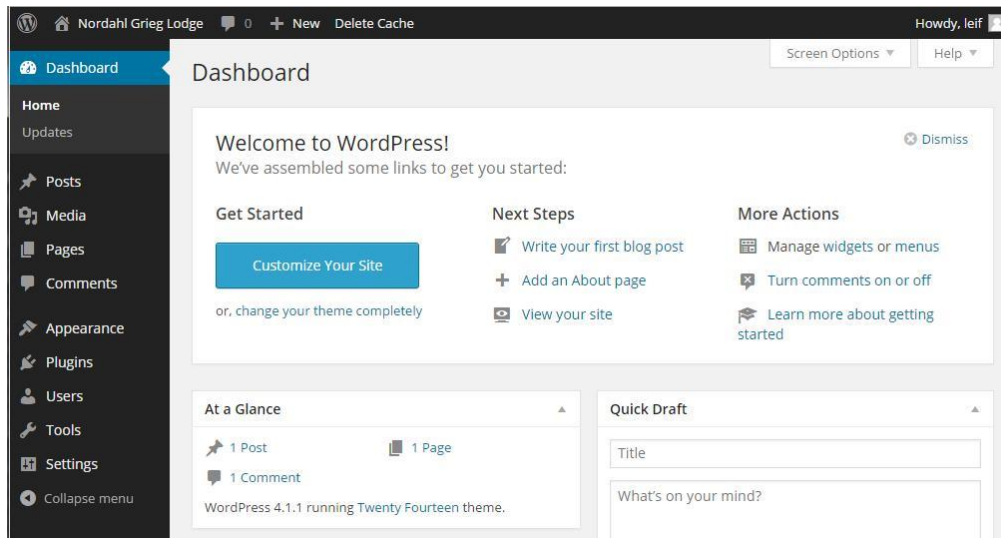 Nordahl Grieg Lodge 0 New Delete Cache Howdy, leif
Dashboard
Home
Updates
Posts
Media
Pages
Comments
Appearance
Plugins
Users
Tools
Settings
Collapse menu
Screen Options Help
Dashboard
Welcome to WordPress!
Dismiss
We've assembled some links to get you started:
Get Started
Customize Your Site
or, change your theme completely
Next Steps
Write your first blog post
Add an About page
View your site
More Actions
Manage widgets or menus
Turn comments on or off
Learn more about getting
started
At a Glance
1 Post 1 Page
1 Comment
WordPress 4.1.1 running Twenty Fourteen theme.
Quick Draft
Title
What's on your mind?